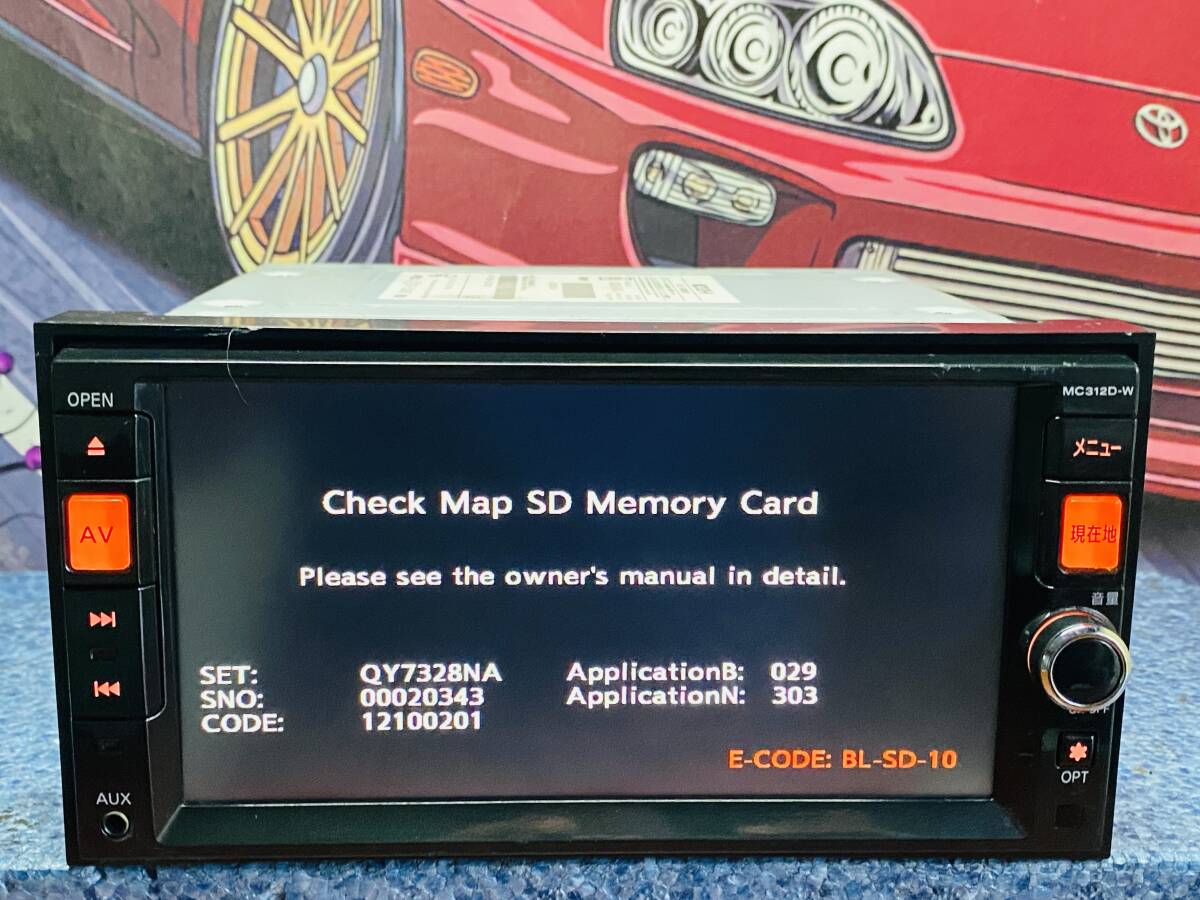 OPEN
MC312D-W
メニュー
AV
現在地
音量
Check Map SD Memory Card
Please see the owner's manual in detail.
SET: QY7328NA ApplicationB: 029
SNO: 00020343 ApplicationN: 303
CODE: 12100201
E-CODE: BL-SD-10
OPT
AUX